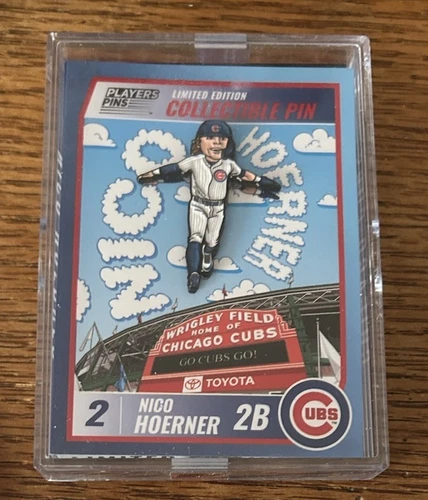 PLAYERS
PINS
LIMITED EDITION
COLLECTIBLE PIN
C
NICO
HOERNER
CUBS
WRIGLEY FIELD
HOME OF
CHICAGO CUBS
GO CUBS GO!
TOYOTA
2
NICO
HOERNER
2B
CUBS